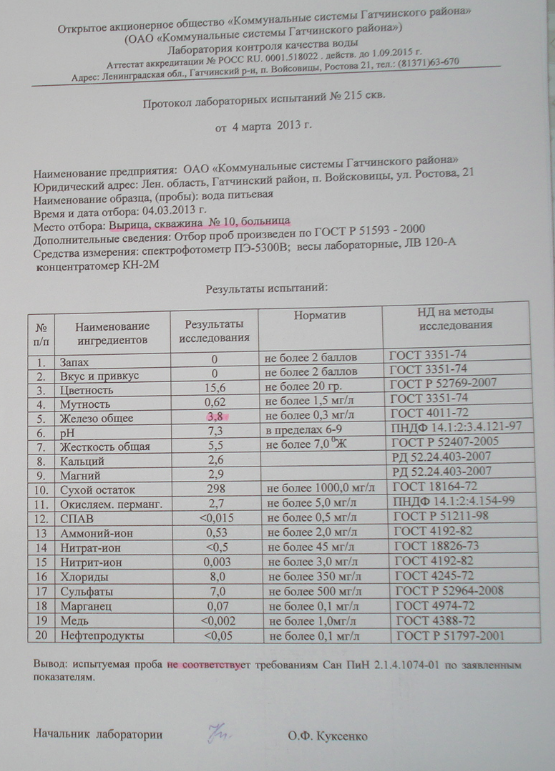 Открытое акционерное общество «Коммунальные системы Гатчинского района»
(ОАО «Коммунальные системы Гатчинского района»)
Лаборатория контроля качества воды
Аттестат аккредитации № РОСС RU. 0001.518022 . действ. до 1.09.2015 г.
Адрес: Ленинградская обл., Гатчинский р-н, п. Войсовицы, Ростова 21, тел.: (81371)63-670
Протокол лабораторных испытаний № 215 скв.
от 4 марта 2013 г.
Наименование предприятия: ОАО «Коммунальные системы Гатчинского района»
Юридический адрес: Лен. область, Гатчинский район, п. Войсковицы, ул. Ростова, 21
Наименование образца, (пробы): вода питьевая
Время и дата отбора: 04.03.2013 г.
Место отбора: Вырица, скважина № 10, больница
Дополнительные сведения: Отбор проб произведен по ГОСТ Р 51593 - 2000
Средства измерения: спектрофотометр ПЭ-5300В; весы лабораторные, ЛВ 120-А
концентратомер КН-2М
Результаты испытаний:
№ п/п Наименование ингредиентов Результаты исследования Норматив НД на методы исследования
1. Запах 0 не более 2 баллов ГОСТ 3351-74
2. Вкус и привкус 0 не более 2 баллов ГОСТ 3351-74
3. Цветность 15,6 не более 20 гр. ГОСТ Р 52769-2007
4. Мутность 0,62 не более 1,5 мг/л ГОСТ 3351-74
5. Железо общее 3,8 не более 0,3 мг/л ГОСТ 4011-72
6. рН 7,3 в пределах 6-9 ПНДФ 14.1:2:3.4.121-97
7. Жесткость общая 5,5 не более 7,0 ⁰Ж ГОСТ Р 52407-2005
8. Кальций 2,6 РД 52.24.403-2007
9. Магний 2,9 РД 52.24.403-2007
10. Сухой остаток 298 не более 1000,0 мг/л ГОСТ 18164-72
11. Окисляем. перманг. 2,7 не более 5,0 мг/л ПНДФ 14.1:2:4.154-99
12. СПАВ <0,015 не более 0,5 мг/л ГОСТ Р 51211-98
13 Аммоний-ион 0,53 не более 2,0 мг/л ГОСТ 4192-82
14 Нитрат-ион <0,5 не более 45 мг/л ГОСТ 18826-73
15 Нитрит-ион 0,003 не более 3,0 мг/л ГОСТ 4192-82
16 Хлориды 8,0 не более 350 мг/л ГОСТ 4245-72
17 Сульфаты 7,0 не более 500 мг/л ГОСТ Р 52964-2008
18 Марганец 0,07 не более 0,1 мг/л ГОСТ 4974-72
19 Медь <0,002 не более 1,0мг/л ГОСТ 4388-72
20 Нефтепродукты <0,05 не более 0,1 мг/л ГОСТ Р 51797-2001
Вывод: испытуемая проба не соответствует требованиям Сан ПиН 2.1.4.1074-01 по заявленным
показателям.
Начальник лаборатории О.Ф. Куксенко